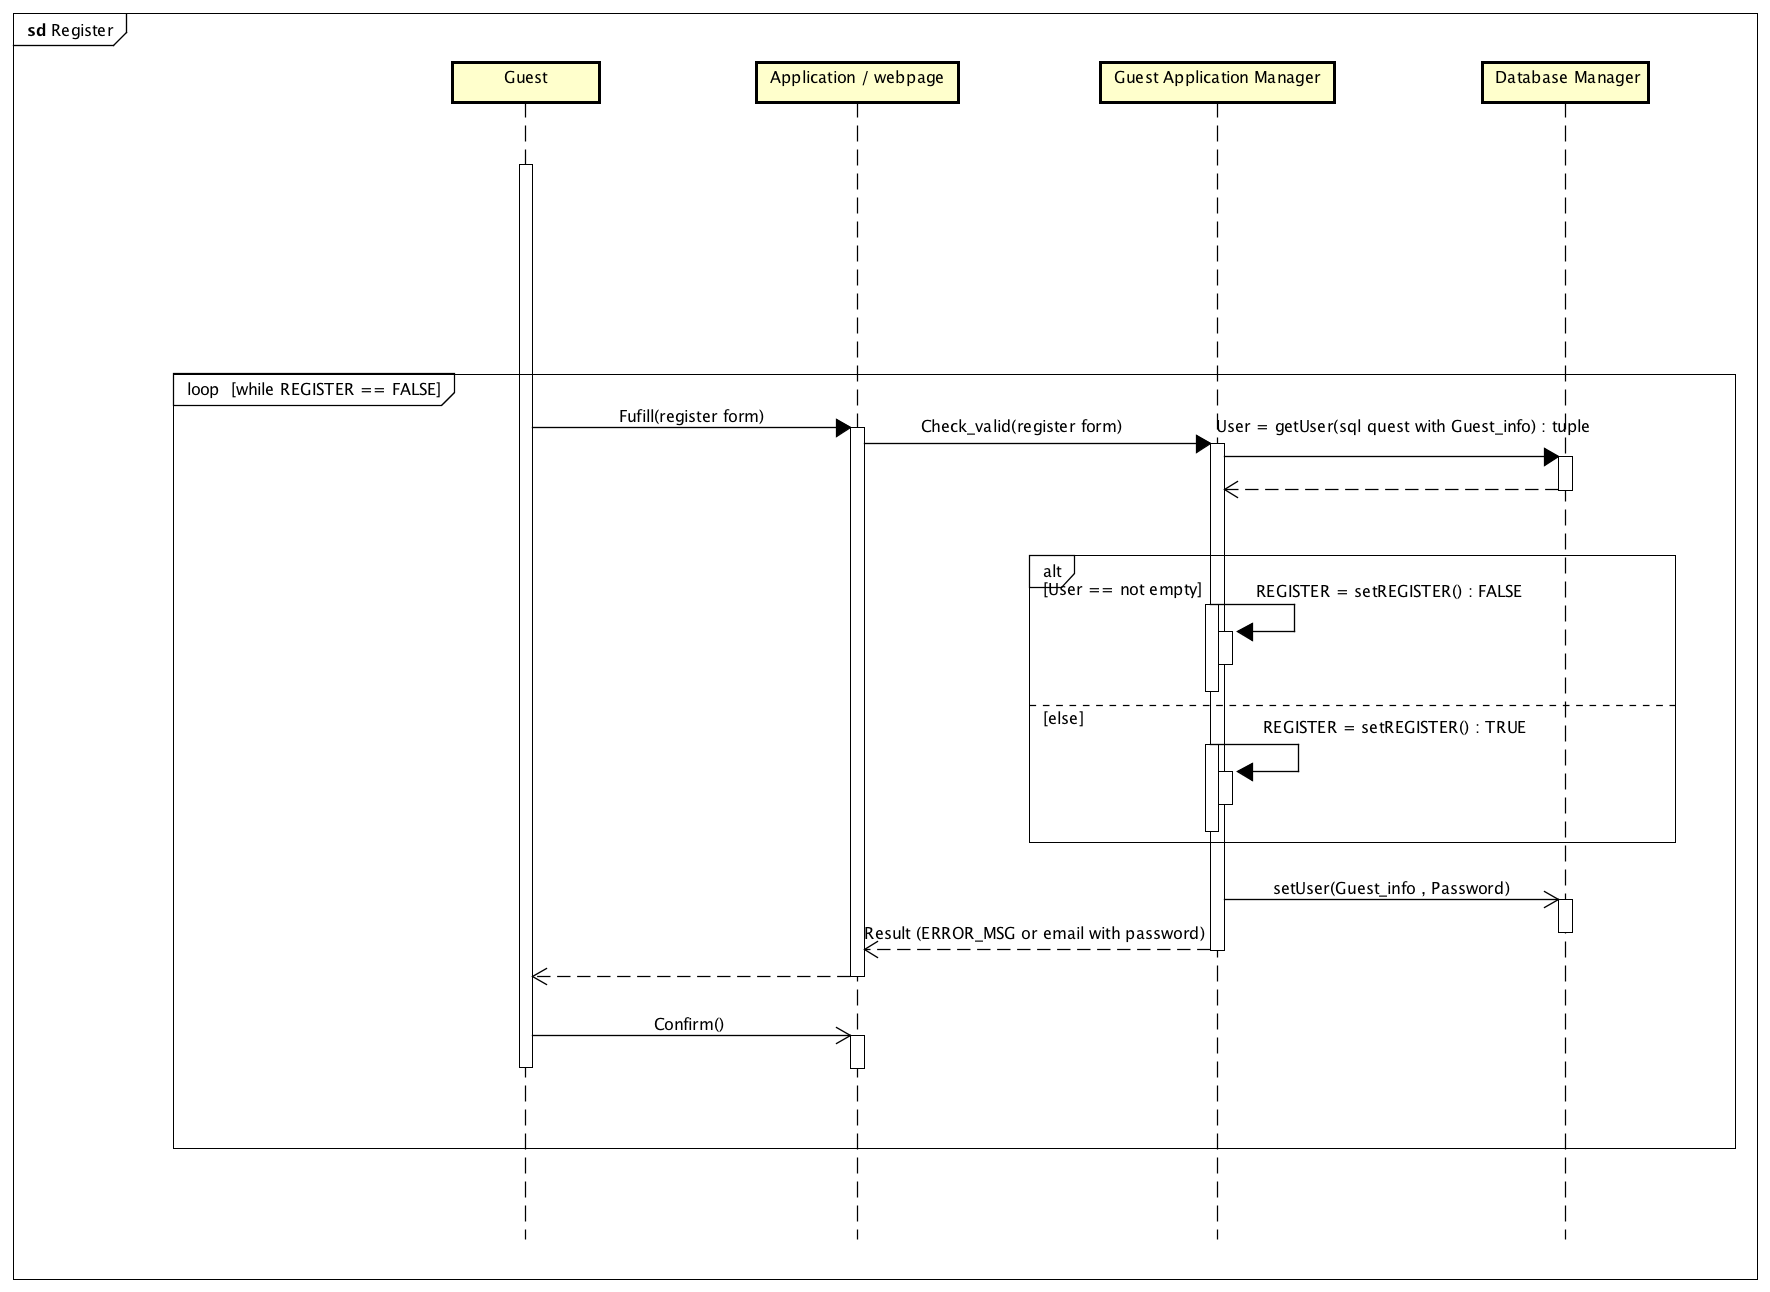 sd Register
Guest
Application / webpage
Guest Application Manager
Database Manager
loop [while REGISTER == FALSE]
Fufill(register form)
Check_valid(register form)
User = getUser(sql quest with Guest_info) : tuple
alt
[User == not empty]
REGISTER = setREGISTER() : FALSE
[else]
REGISTER = setREGISTER() : TRUE
setUser(Guest_info , Password)
Result (ERROR_MSG or email with password)
Confirm()